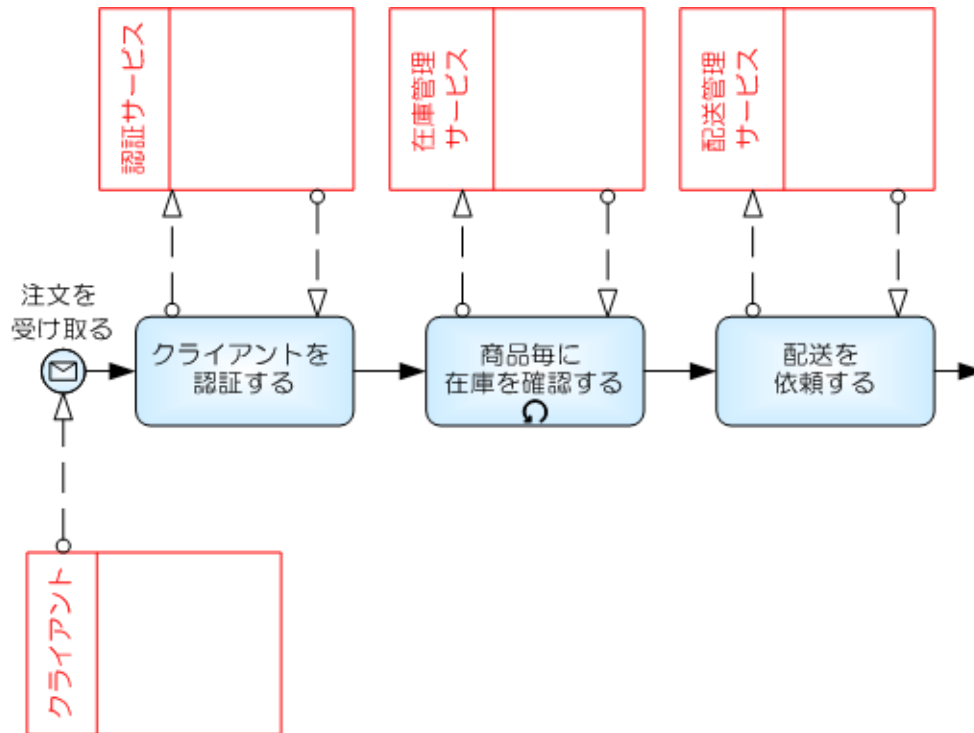 認証サービス
在庫管理
サービス
配送管理
サービス
注文を
受け取る
クライアントを
認証する
商品毎に
在庫を確認する
配送を
依頼する
クライアント